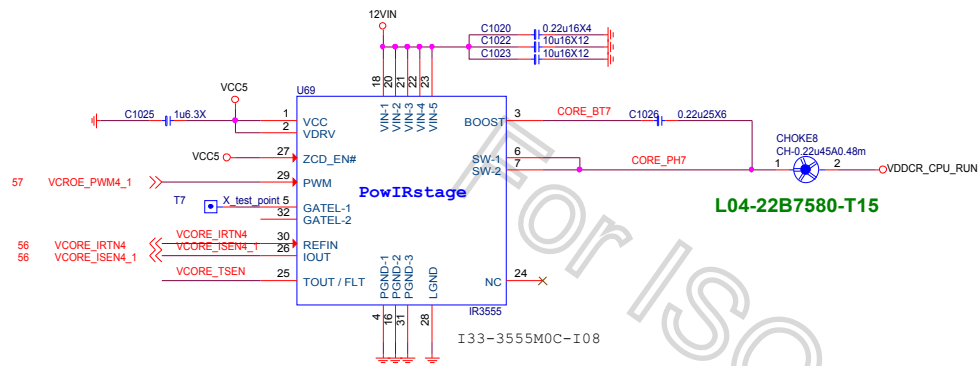 12VIN
C1020 0.22u16X4
C1022 10u16X12
C1023 10u16X12
18
20
21
22
23
VCC5
U69
C1025 1u6.3X
1
VCC
2
VDRV
VIN-1
VIN-2
VIN-3
VIN-4
VIN-5
BOOST
3
CORE_BT7
C1026 0.22u25X6
CHOKE8
CH-0.22u45A0.48m
VCC5
27
ZCD_EN#
SW-1
6
SW-2
7
CORE_PH7
1
2
VDDCR_CPU_RUN
57 VCROE_PWM4_1
29
PWM
PowIRstage
L04-22B7580-T15
T7
X_test_point
5
GATEL-1
32
GATEL-2
56 VCORE_IRTN4
VCORE_IRTN4
30
REFIN
56 VCORE_ISEN4_1
VCORE_ISEN4_1
26
IOUT
VCORE_TSEN
25
TOUT / FLT
PGND-1
PGND-2
PGND-3
LGND
NC
24
IR3555
4
16
31
28
I33-3555M0C-I08
For ISO